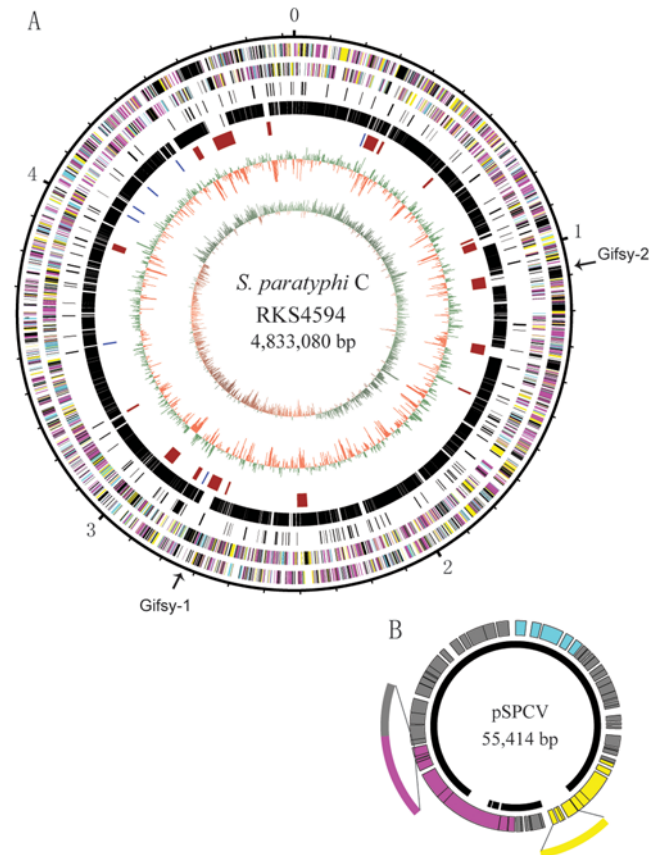 A
0
4
1
Gifsy-2
S. paratyphi C
RKS4594
4,833,080 bp
3
2
Gifsy-1
B
pSPCV
55,414 bp